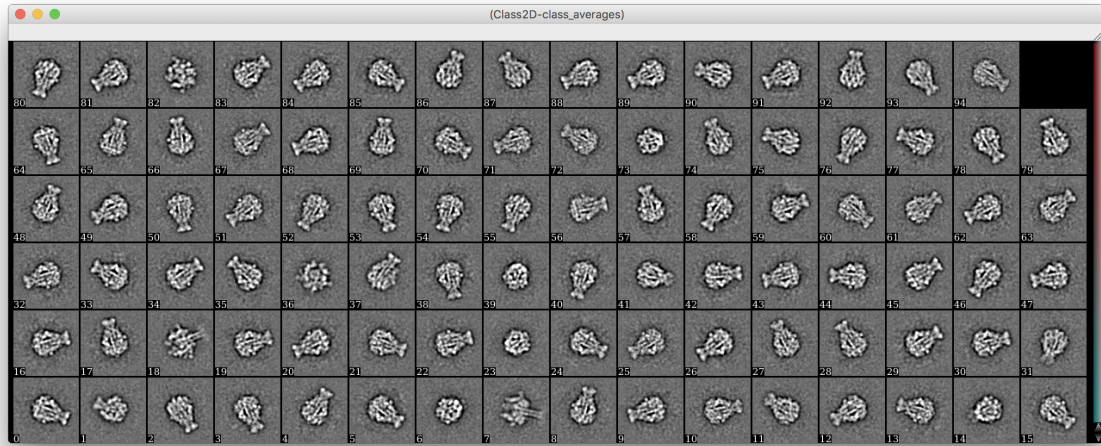 (Class2D-class_averages)
80 81 82 83 84 85 86 87 88 89 90 91 92 93 94
64 65 66 67 68 69 70 71 72 73 74 75 76 77 78 79
48 49 50 51 52 53 54 55 56 57 58 59 60 61 62 63
32 33 34 35 36 37 38 39 40 41 42 43 44 45 46 47
16 17 18 19 20 21 22 23 24 25 26 27 28 29 30 31
0 1 2 3 4 5 6 7 8 9 10 11 12 13 14 15